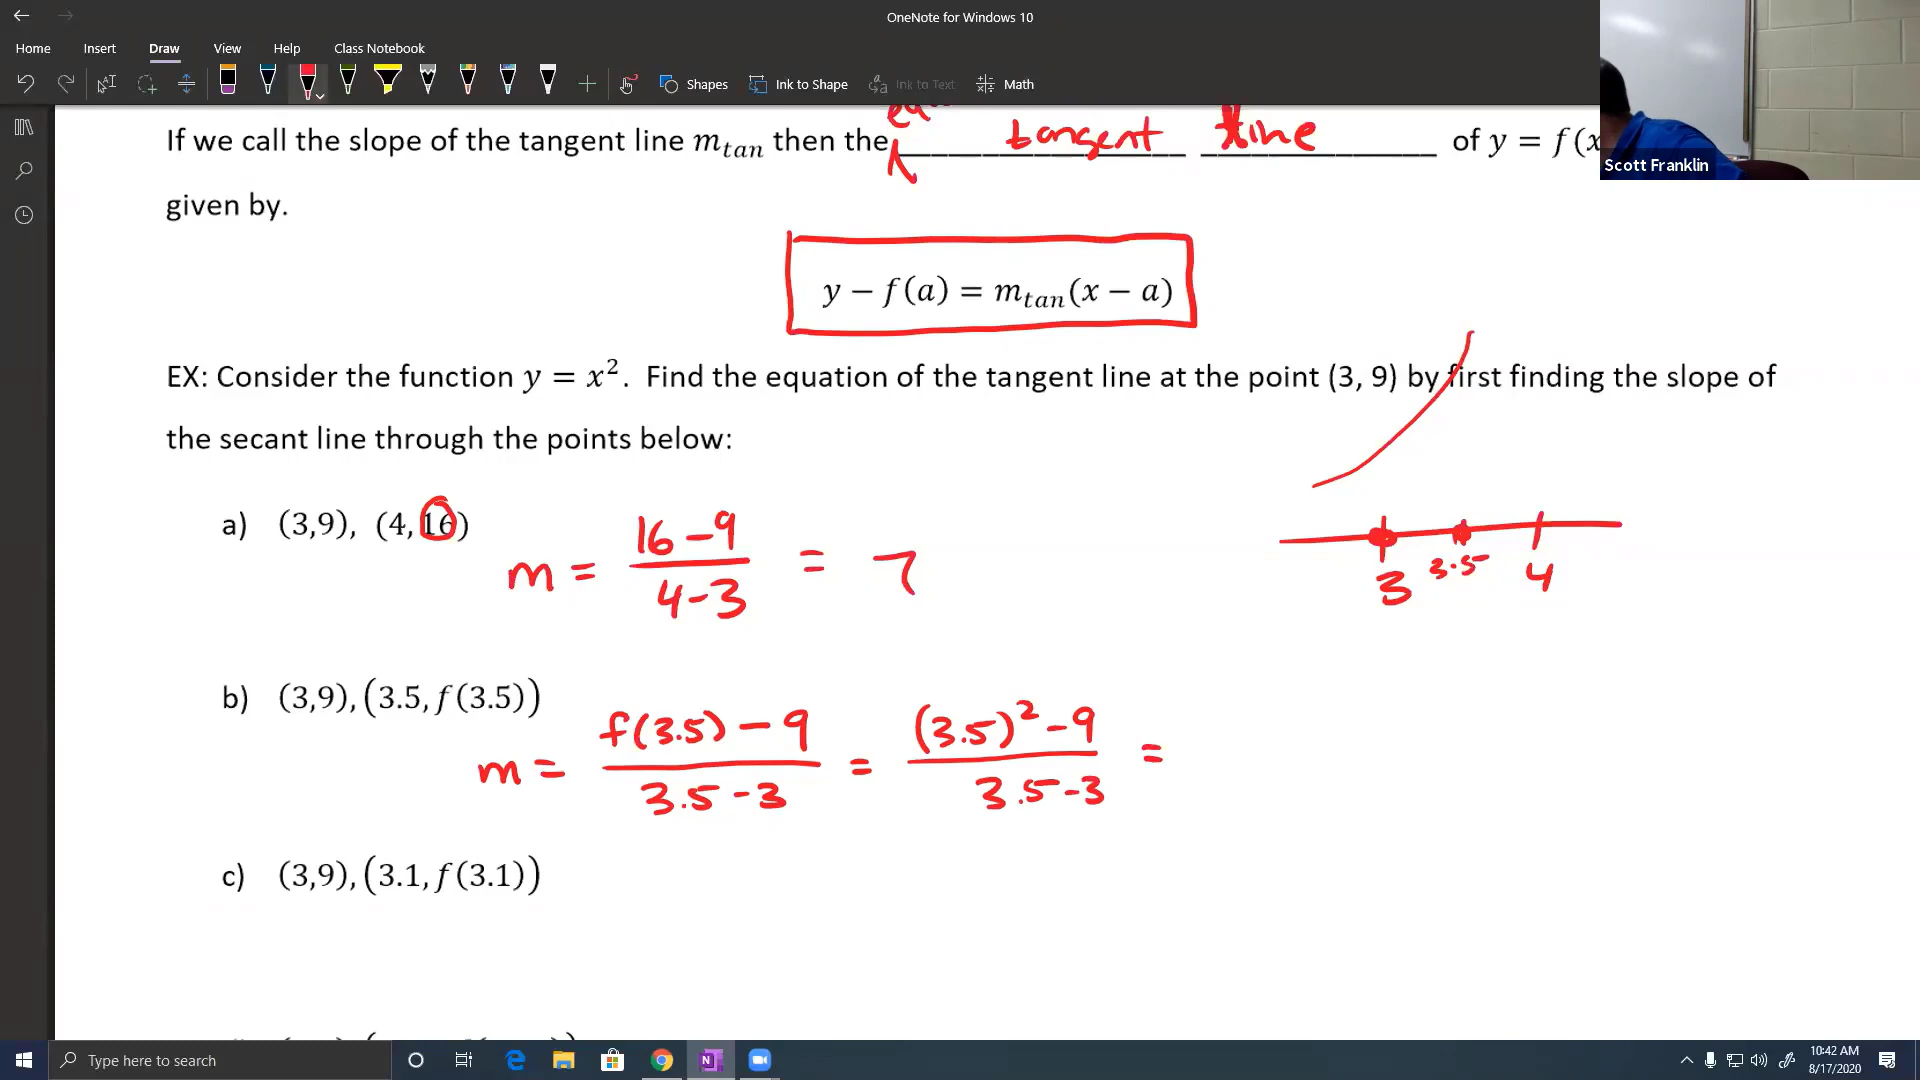 OneNote for Windows 10
Home Insert Draw View Help Class Notebook
Shapes Ink to Shape Ink to Text Math
If we call the slope of the tangent line m_tan then the tangent line of y = f(x
given by.
Scott Franklin
y − f(a) = m_tan(x − a)
EX: Consider the function y = x². Find the equation of the tangent line at the point (3, 9) by first finding the slope of
the secant line through the points below:
a) (3,9), (4, 16)
m = 16 - 9 / 4 - 3 = 7
3 3.5 4
b) (3,9), (3.5, f(3.5))
m = f(3.5) - 9 / 3.5 - 3 = (3.5)² - 9 / 3.5 - 3 =
c) (3,9), (3.1, f(3.1))
Type here to search
10:42 AM
8/17/2020